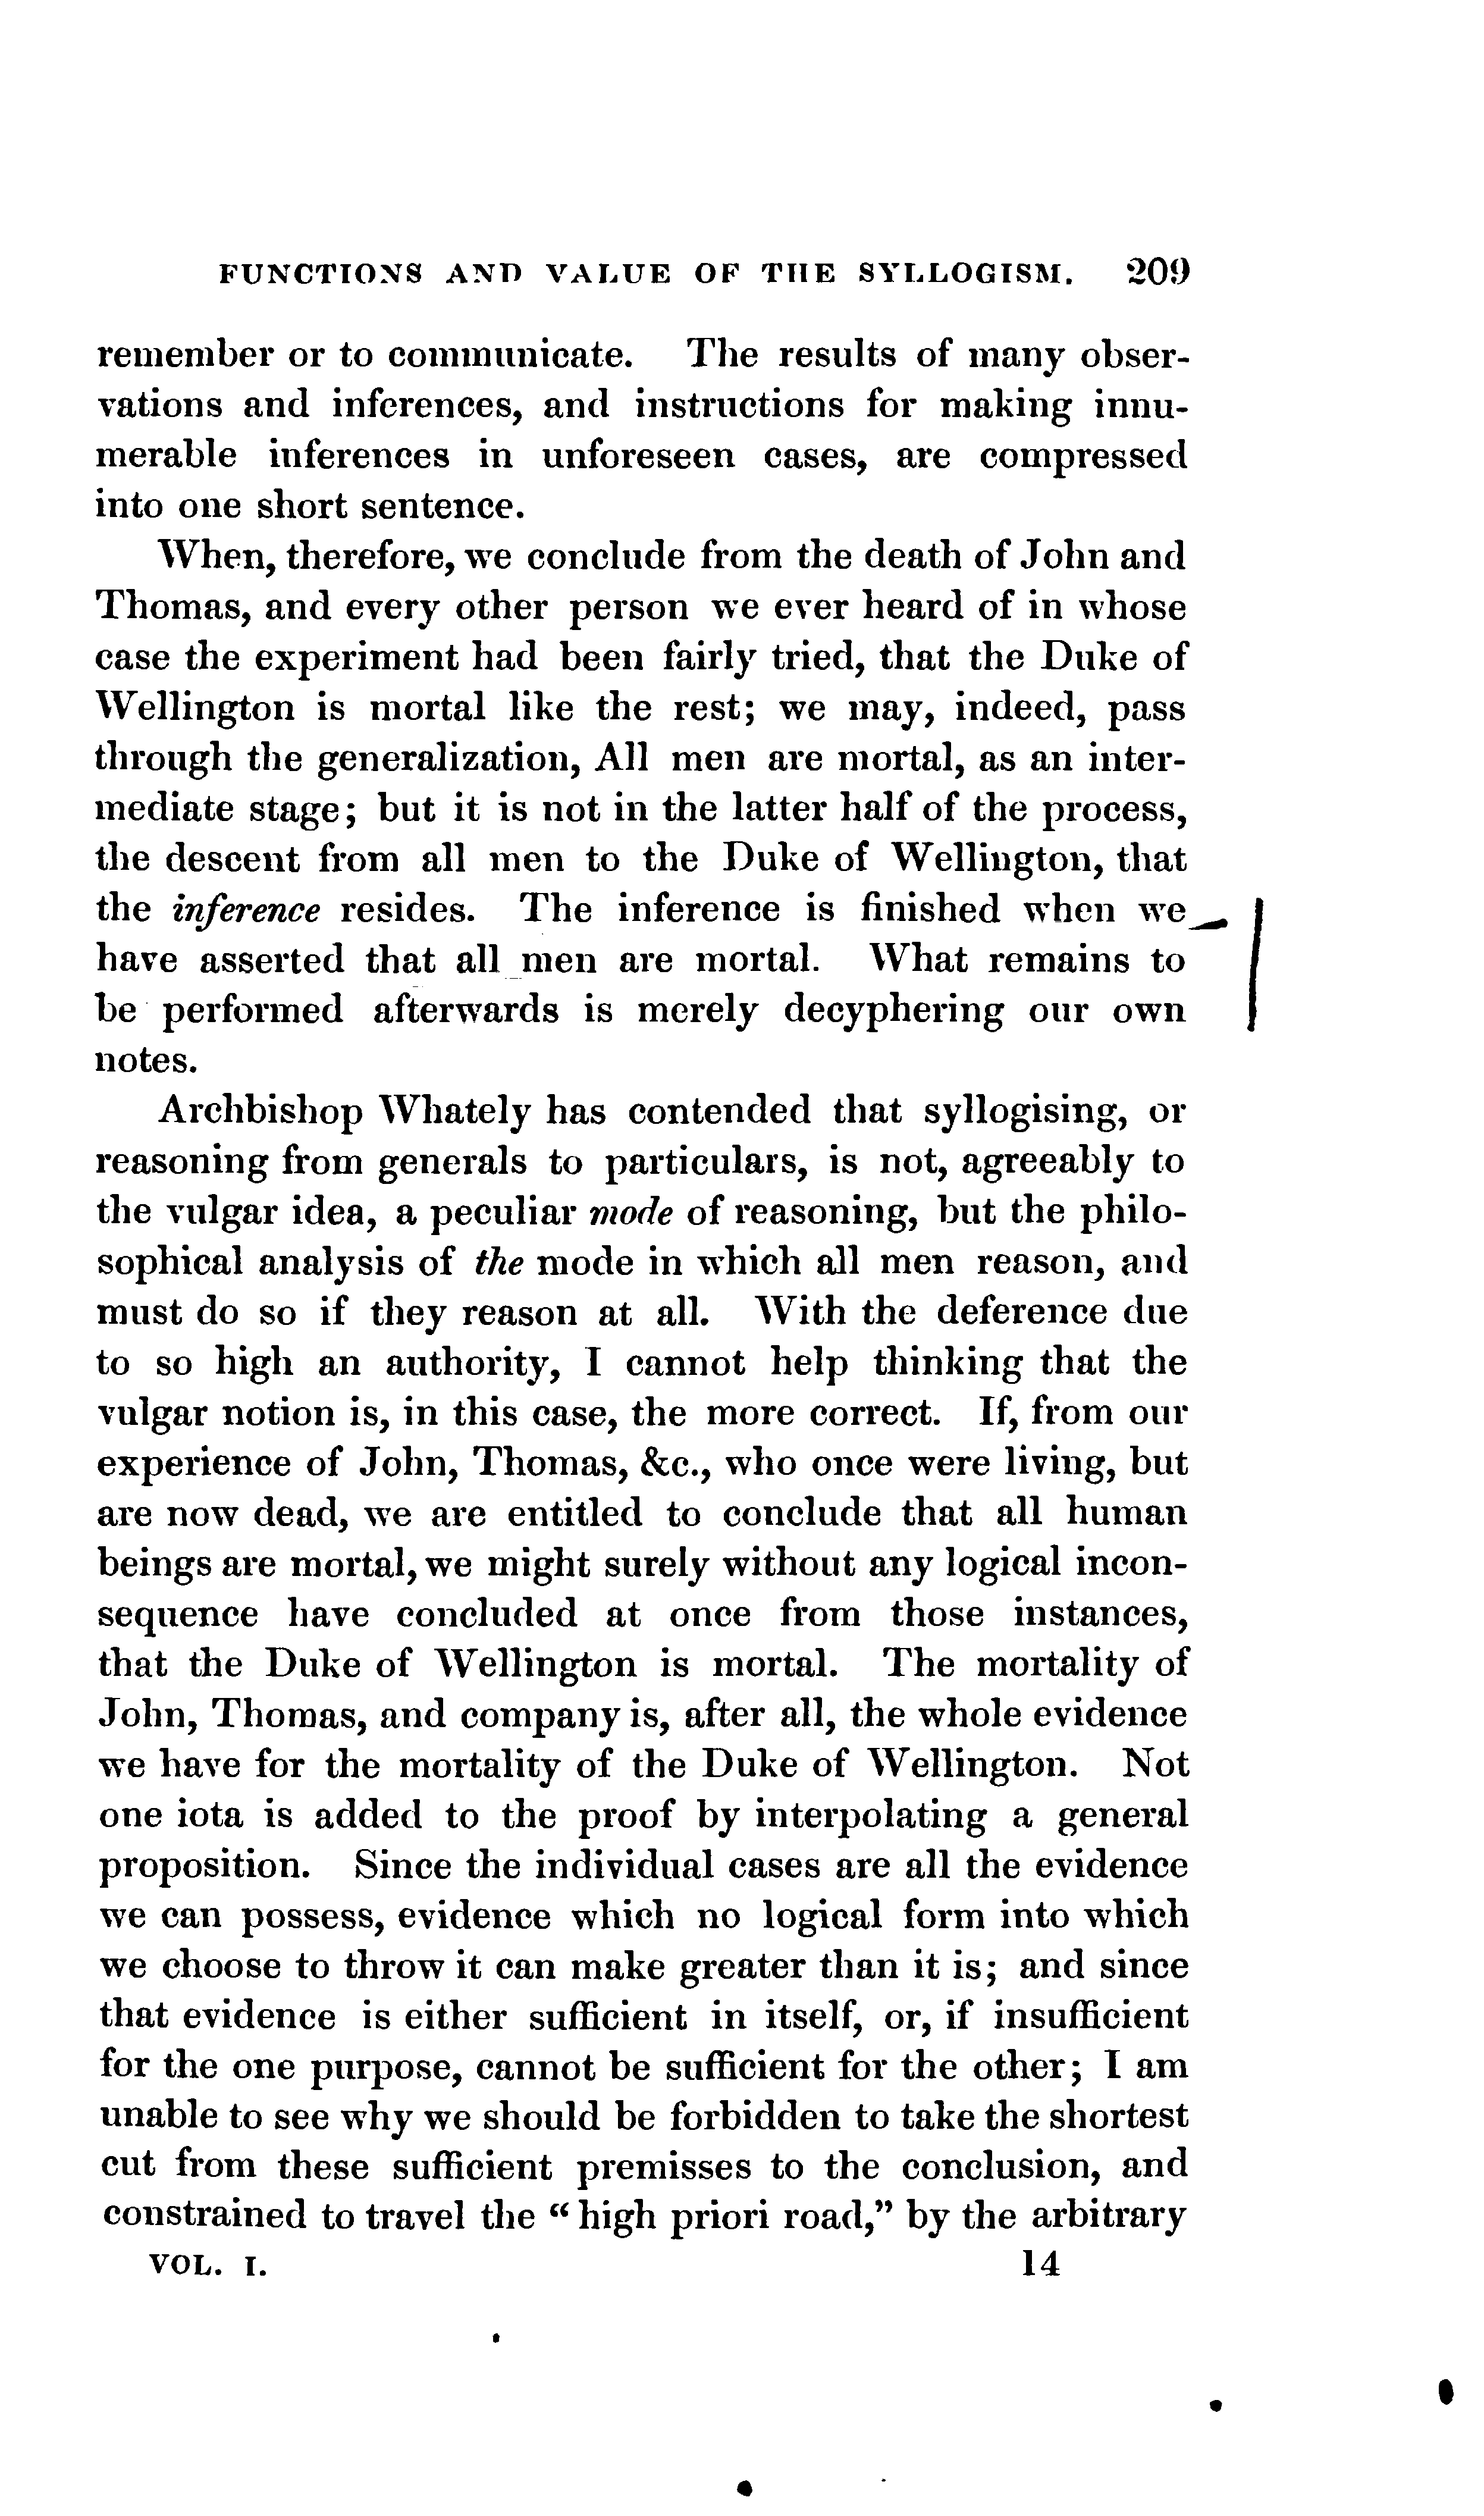 FUNCTIONS AND VALUE OF THE SYLLOGISM. 209
remember or to communicate. The results of many obser-
vations and inferences, and instructions for making innu-
merable inferences in unforeseen cases, are compressed
into one short sentence.
When, therefore, we conclude from the death of John and
Thomas, and every other person we ever heard of in whose
case the experiment had been fairly tried, that the Duke of
Wellington is mortal like the rest; we may, indeed, pass
through the generalization, All men are mortal, as an inter-
mediate stage; but it is not in the latter half of the process,
the descent from all men to the Duke of Wellington, that
the inference resides. The inference is finished when we
have asserted that all men are mortal. What remains to
be performed afterwards is merely decyphering our own
notes.
Archbishop Whately has contended that syllogising, or
reasoning from generals to particulars, is not, agreeably to
the vulgar idea, a peculiar mode of reasoning, but the philo-
sophical analysis of the mode in which all men reason, and
must do so if they reason at all. With the deference due
to so high an authority, I cannot help thinking that the
vulgar notion is, in this case, the more correct. If, from our
experience of John, Thomas, &c., who once were living, but
are now dead, we are entitled to conclude that all human
beings are mortal, we might surely without any logical incon-
sequence have concluded at once from those instances,
that the Duke of Wellington is mortal. The mortality of
John, Thomas, and company is, after all, the whole evidence
we have for the mortality of the Duke of Wellington. Not
one iota is added to the proof by interpolating a general
proposition. Since the individual cases are all the evidence
we can possess, evidence which no logical form into which
we choose to throw it can make greater than it is; and since
that evidence is either sufficient in itself, or, if insufficient
for the one purpose, cannot be sufficient for the other; I am
unable to see why we should be forbidden to take the shortest
cut from these sufficient premisses to the conclusion, and
constrained to travel the “high priori road,” by the arbitrary
VOL. I. 14